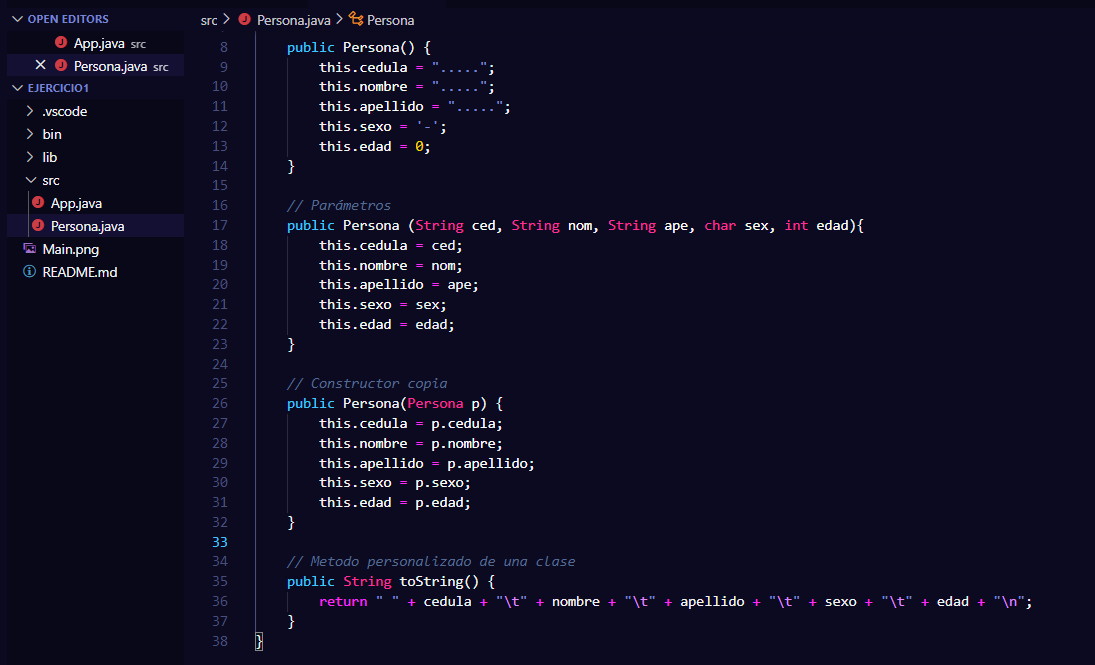 OPEN EDITORS
App.java src
Persona.java src
EJERCICIO1
.vscode
bin
lib
src
App.java
Persona.java
Main.png
README.md
src > Persona.java > Persona
8 public Persona() {
9 this.cedula = ".....";
10 this.nombre = ".....";
11 this.apellido = ".....";
12 this.sexo = '-';
13 this.edad = 0;
14 }
15
16 // Parámetros
17 public Persona (String ced, String nom, String ape, char sex, int edad){
18 this.cedula = ced;
19 this.nombre = nom;
20 this.apellido = ape;
21 this.sexo = sex;
22 this.edad = edad;
23 }
24
25 // Constructor copia
26 public Persona(Persona p) {
27 this.cedula = p.cedula;
28 this.nombre = p.nombre;
29 this.apellido = p.apellido;
30 this.sexo = p.sexo;
31 this.edad = p.edad;
32 }
33
34 // Metodo personalizado de una clase
35 public String toString() {
36 return " " + cedula + "\t" + nombre + "\t" + apellido + "\t" + sexo + "\t" + edad + "\n";
37 }
38 }